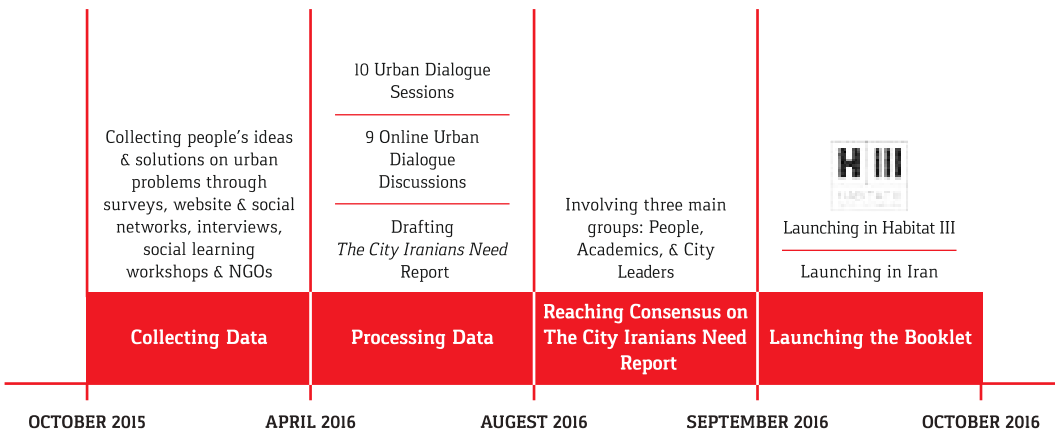 Collecting people's ideas
& solutions on urban
problems through
surveys, website & social
networks, interviews,
social learning
workshops & NGOs
10 Urban Dialogue
Sessions
9 Online Urban
Dialogue
Discussions
Drafting
The City Iranians Need
Report
Involving three main
groups: People,
Academics, & City
Leaders
H III
Launching in Habitat III
Launching in Iran
Collecting Data
Processing Data
Reaching Consensus on
The City Iranians Need
Report
Launching the Booklet
OCTOBER 2015
APRIL 2016
AUGEST 2016
SEPTEMBER 2016
OCTOBER 2016